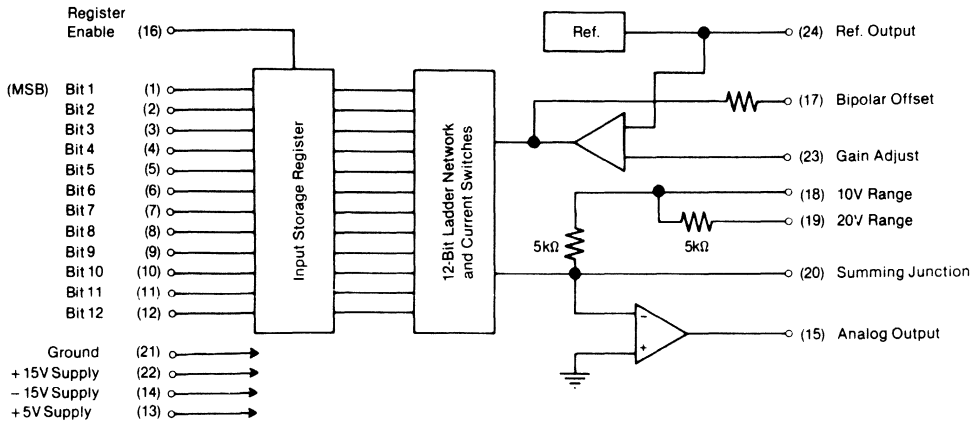 Register
Enable (16)
(MSB) Bit 1 (1)
Bit 2 (2)
Bit 3 (3)
Bit 4 (4)
Bit 5 (5)
Bit 6 (6)
Bit 7 (7)
Bit 8 (8)
Bit 9 (9)
Bit 10 (10)
Bit 11 (11)
Bit 12 (12)
Ground (21)
+ 15V Supply (22)
− 15V Supply (14)
+ 5V Supply (13)
Input Storage Register
12-Bit Ladder Network
and Current Switches
Ref.
(24) Ref. Output
(17) Bipolar Offset
(23) Gain Adjust
(18) 10V Range
(19) 20V Range
5kΩ
5kΩ
(20) Summing Junction
−
+
(15) Analog Output